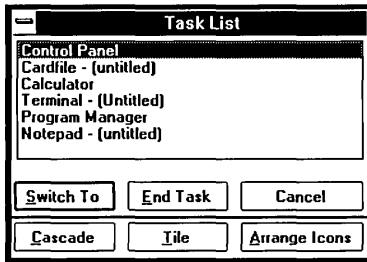 Task List
Control Panel
Cardfile - (untitled)
Calculator
Terminal - (Untitled)
Program Manager
Notepad - (untitled)
Switch To End Task Cancel
Cascade Tile Arrange Icons